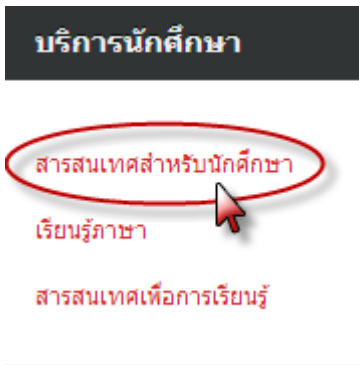 บริการนักศึกษา
สารสนเทศสำหรับนักศึกษา
เรียนรู้ภาษา
สารสนเทศเพื่อการเรียนรู้